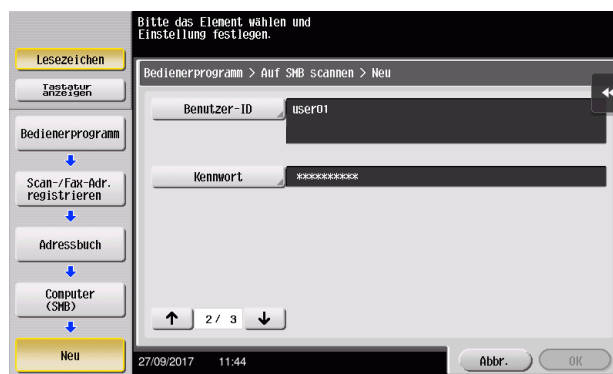 Bitte das Element wählen und
Einstellung festlegen.
Lesezeichen
Tastatur
anzeigen
Bedienerprogramm
Scan-/Fax-Adr.
registrieren
Adressbuch
Computer
(SMB)
Neu
Bedienerprogramm > Auf SMB scannen > Neu
Benutzer-ID
user01
Kennwort
**********
2/ 3
27/09/2017 11:44
Abbr.
OK